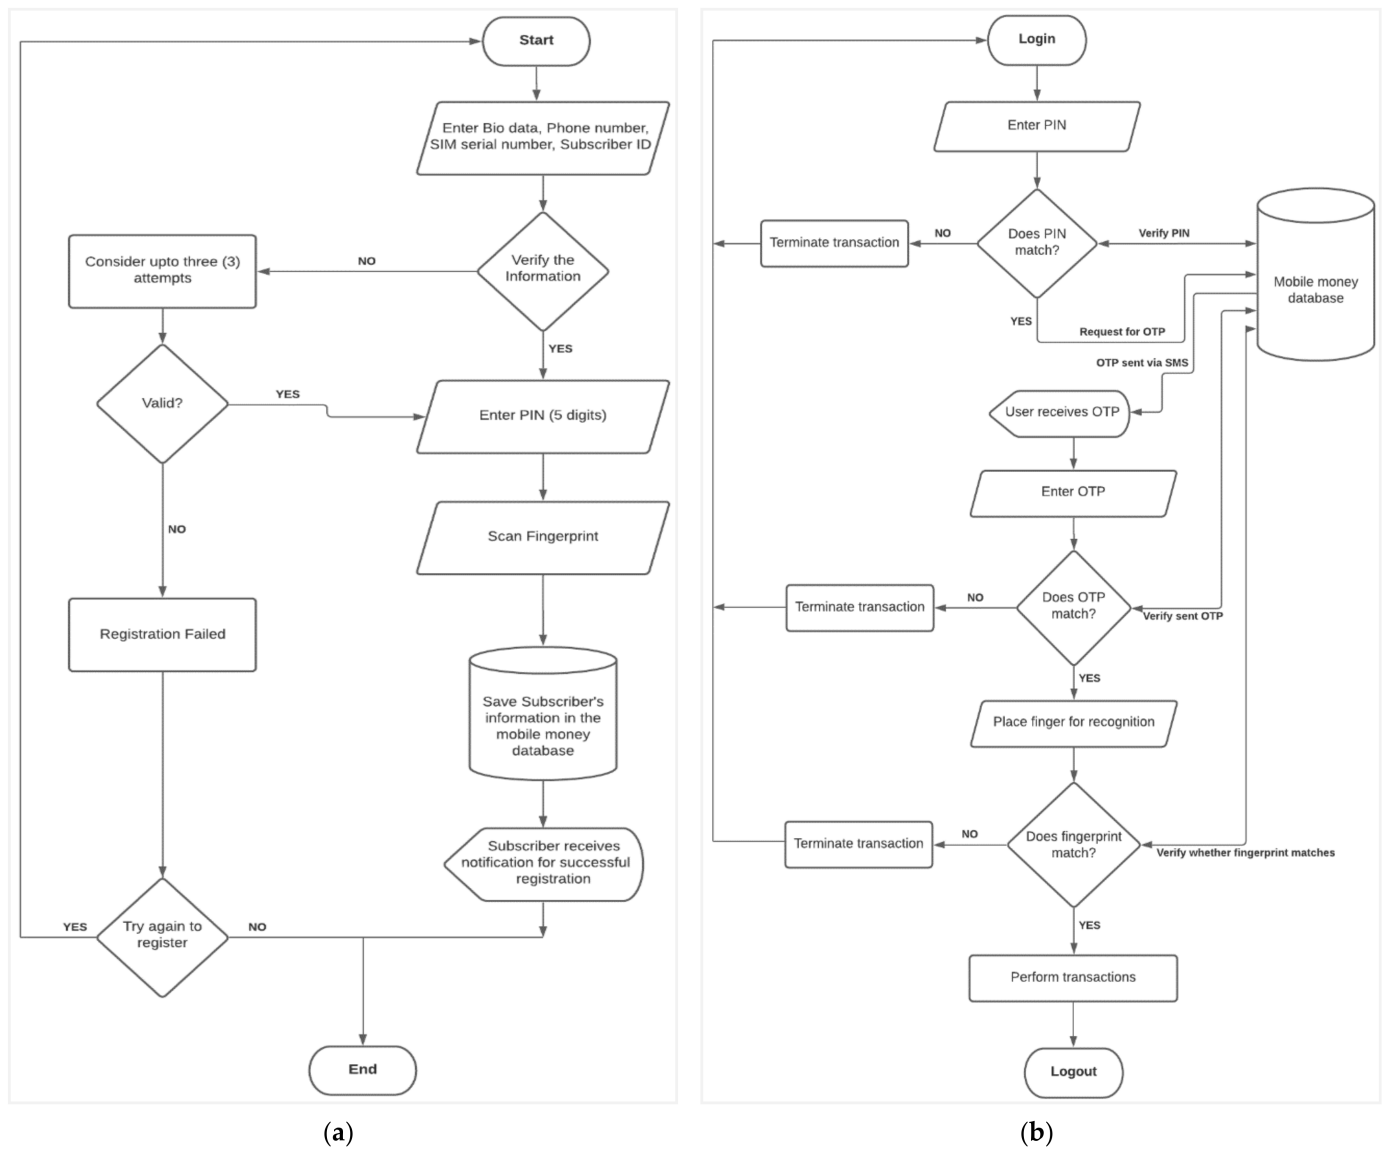 Start
Enter Bio data, Phone number,
SIM serial number, Subscriber ID
Verify the
Information
NO
Consider upto three (3)
attempts
YES
Valid?
YES
Enter PIN (5 digits)
NO
Scan Fingerprint
Registration Failed
Save Subscriber's
information in the
mobile money
database
Subscriber receives
notification for successful
registration
Try again to
register
YES
NO
End
(a)
Login
Enter PIN
Does PIN
match?
NO
Terminate transaction
Verify PIN
Mobile money
database
YES
Request for OTP
OTP sent via SMS
User receives OTP
Enter OTP
Does OTP
match?
NO
Terminate transaction
Verify sent OTP
YES
Place finger for recognition
Does fingerprint
match?
NO
Terminate transaction
Verify whether fingerprint matches
YES
Perform transactions
Logout
(b)